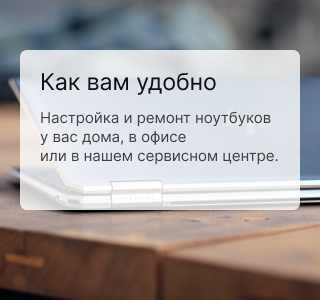 Как вам удобно
Настройка и ремонт ноутбуков
у вас дома, в офисе
или в нашем сервисном центре.